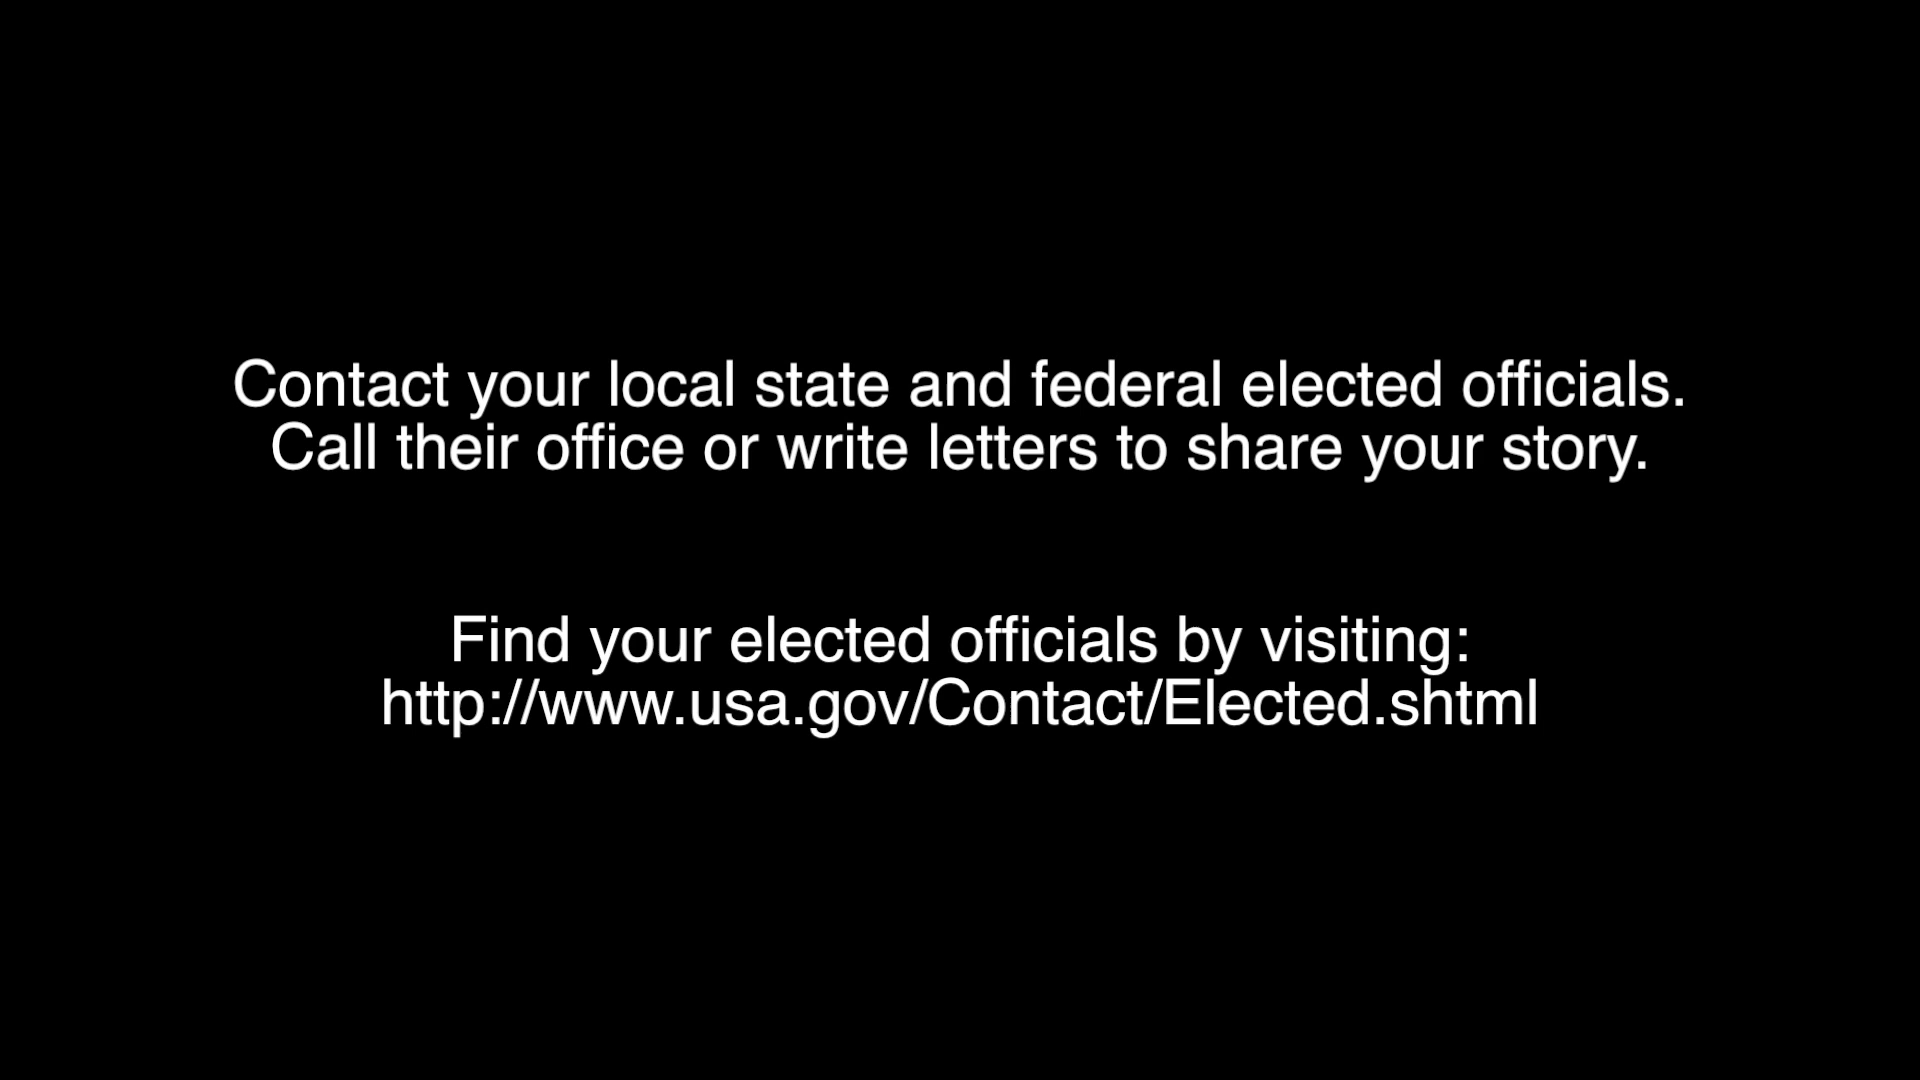 Contact your local state and federal elected officials.
Call their office or write letters to share your story.
Find your elected officials by visiting:
http://www.usa.gov/Contact/Elected.shtml